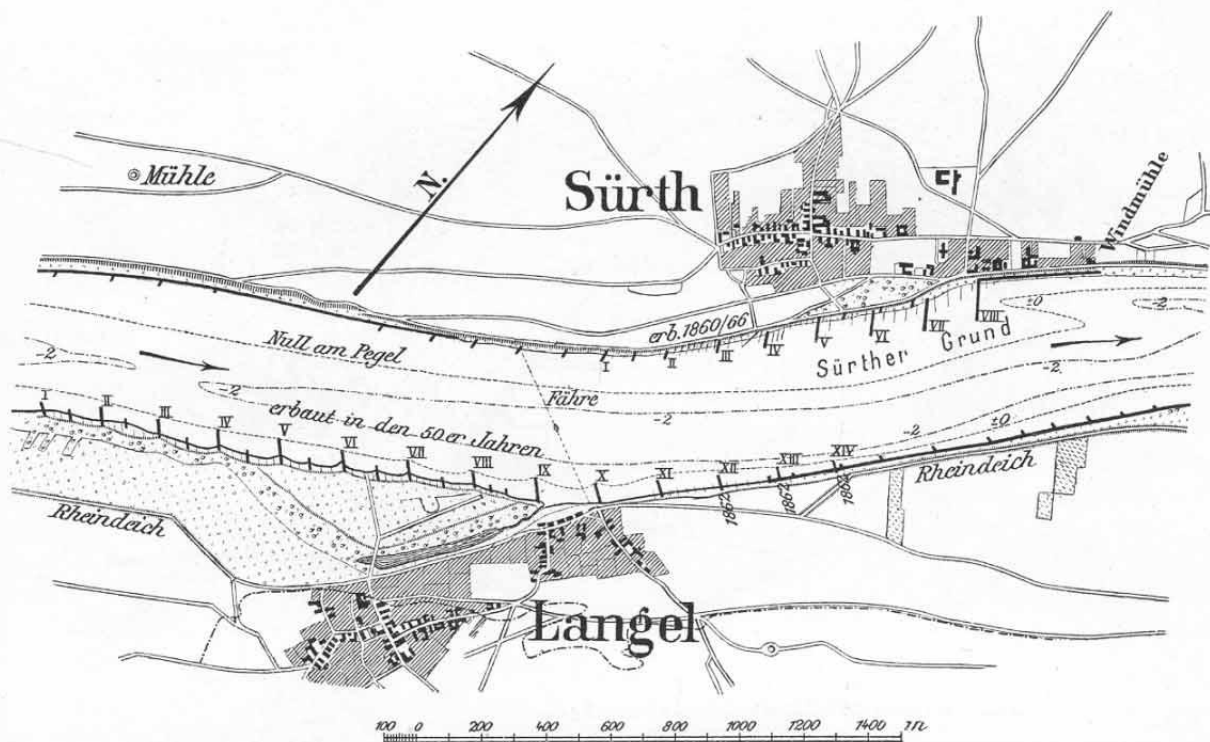 N.
Mühle
Sürth
Windmühle
erb. 1860/66
I II III IV V VI VII VIII
±0
-2
Sürther Grund
Null am Pegel
-2
-2
Fähre
-2
-2
erbaut in den 50er Jahren
I II III IV V VI VII VIII IX X XI XII XIII XIV
-2
±0
1862
1862
1862
Rheindeich
Rheindeich
Langel
100 0 200 400 600 800 1000 1200 1400